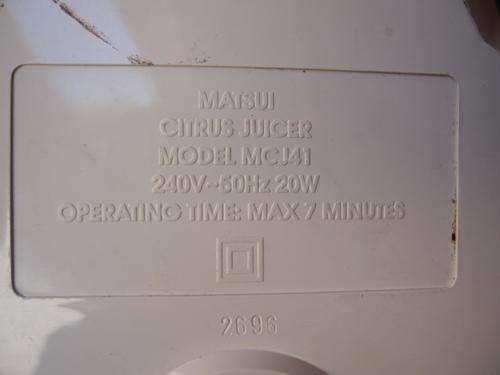 MATSUI
CITRUS JUICER
MODEL MCJ41
240V~50Hz 20W
OPERATING TIME: MAX 7 MINUTES
2696